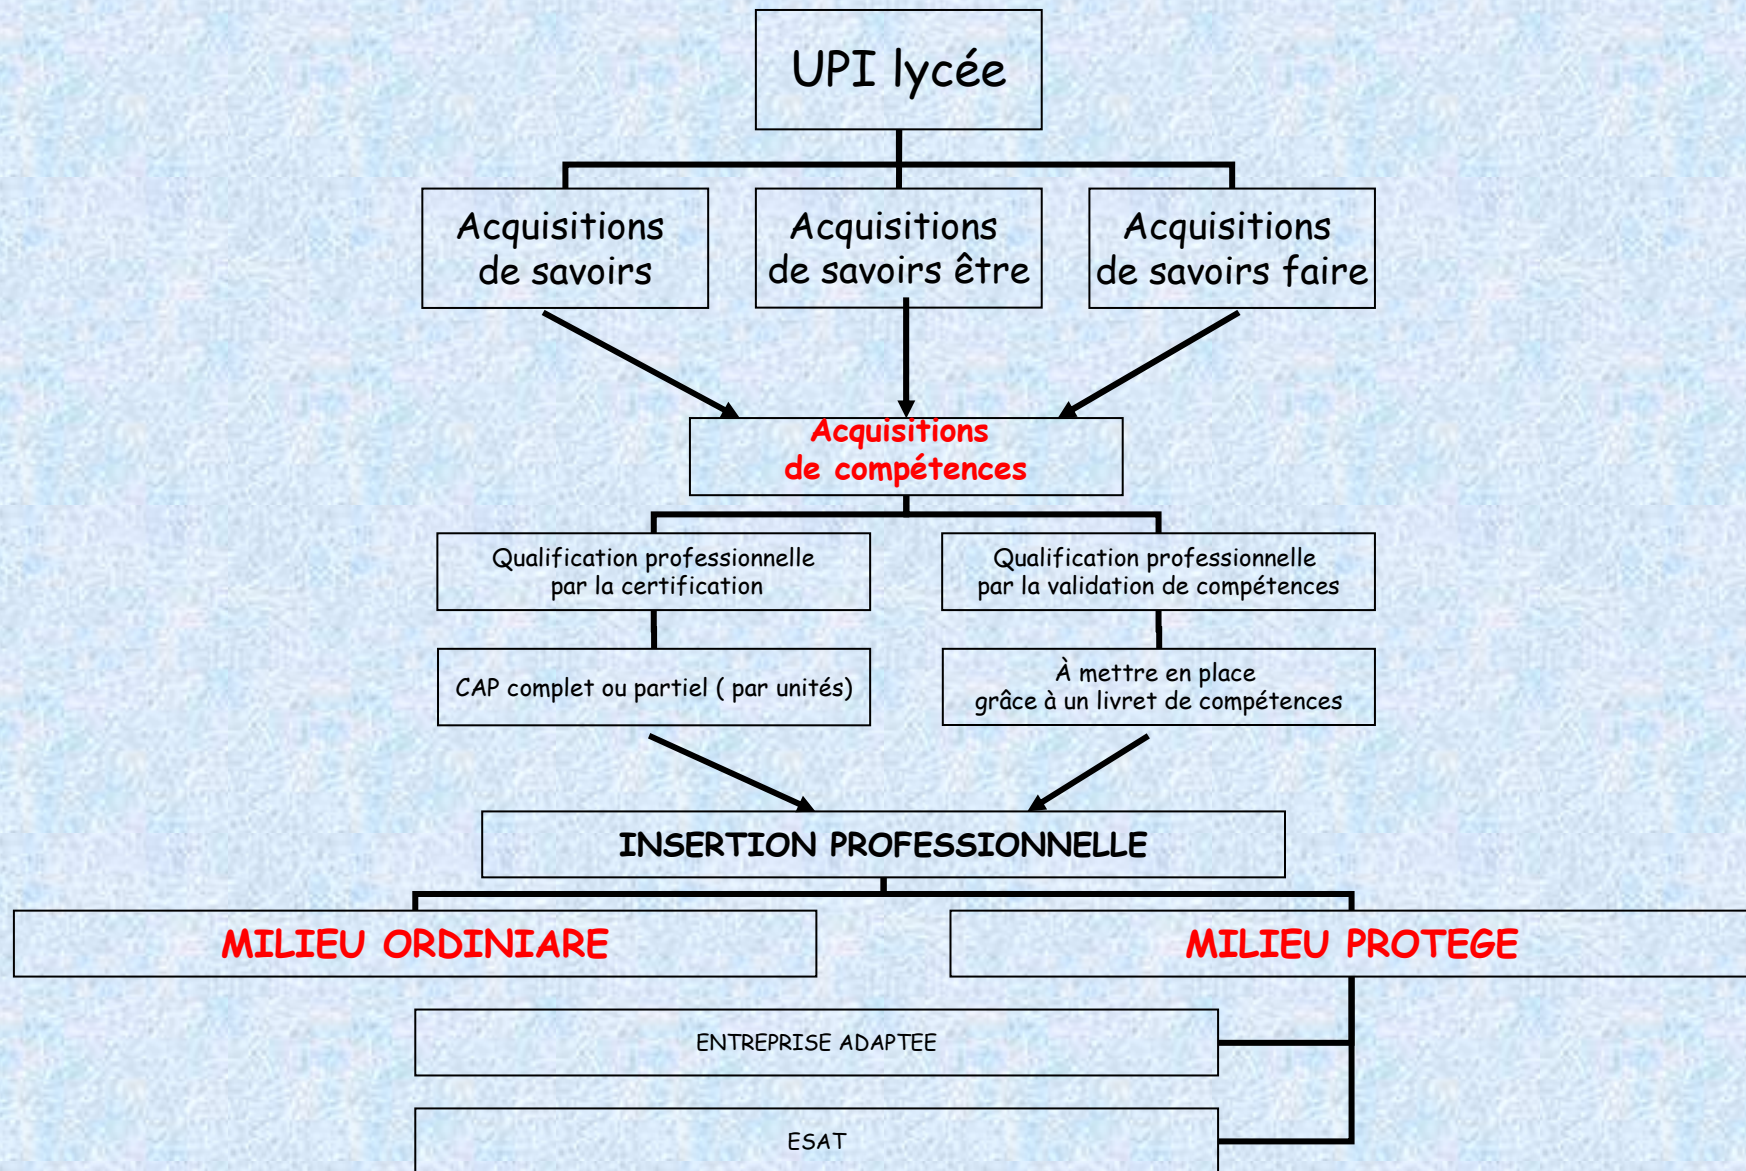 UPI lycée
Acquisitions
de savoirs
Acquisitions
de savoirs être
Acquisitions
de savoirs faire
Acquisitions
de compétences
Qualification professionnelle
par la certification
Qualification professionnelle
par la validation de compétences
CAP complet ou partiel ( par unités)
À mettre en place
grâce à un livret de compétences
INSERTION PROFESSIONNELLE
MILIEU ORDINIARE
MILIEU PROTEGE
ENTREPRISE ADAPTEE
ESAT